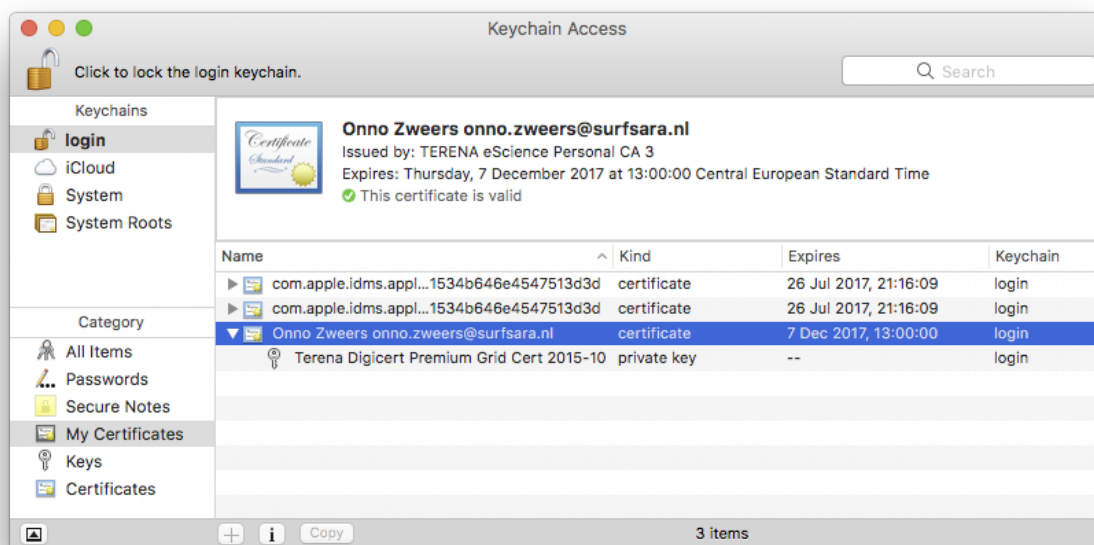 Keychain Access
Click to lock the login keychain.
Search
Keychains
login
iCloud
System
System Roots
Certificate
Standard
Onno Zweers onno.zweers@surfsara.nl
Issued by: TERENA eScience Personal CA 3
Expires: Thursday, 7 December 2017 at 13:00:00 Central European Standard Time
This certificate is valid
Name Kind Expires Keychain
com.apple.idms.appl...1534b646e4547513d3d certificate 26 Jul 2017, 21:16:09 login
com.apple.idms.appl...1534b646e4547513d3d certificate 26 Jul 2017, 21:16:09 login
Onno Zweers onno.zweers@surfsara.nl certificate 7 Dec 2017, 13:00:00 login
Terena Digicert Premium Grid Cert 2015-10 private key -- login
Category
All Items
Passwords
Secure Notes
My Certificates
Keys
Certificates
+ i Copy 3 items